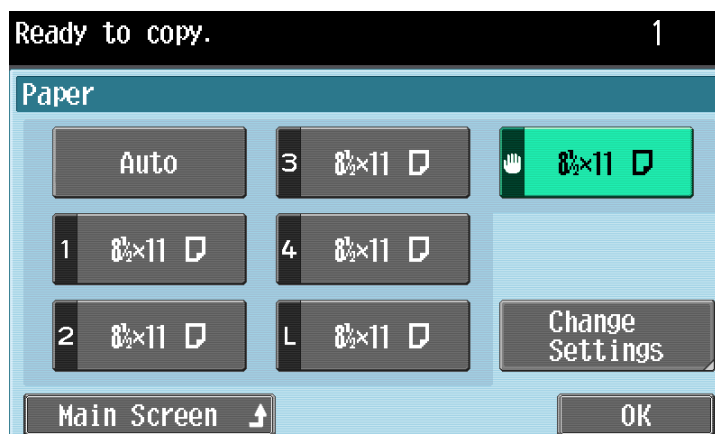 Ready to copy. 1
Paper
Auto
3 8½×11
8½×11
1 8½×11
4 8½×11
2 8½×11
L 8½×11
Change
Settings
Main Screen
OK